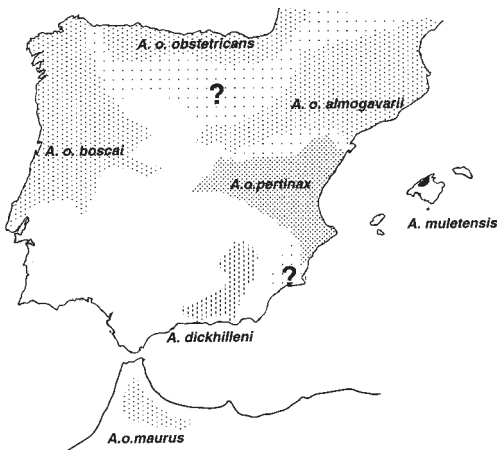 A. o. obstetricans
?
A. o. almogavarii
A. o. boscai
A.o.pertinax
A. muletensis
?
A. dickhilleni
A.o.maurus